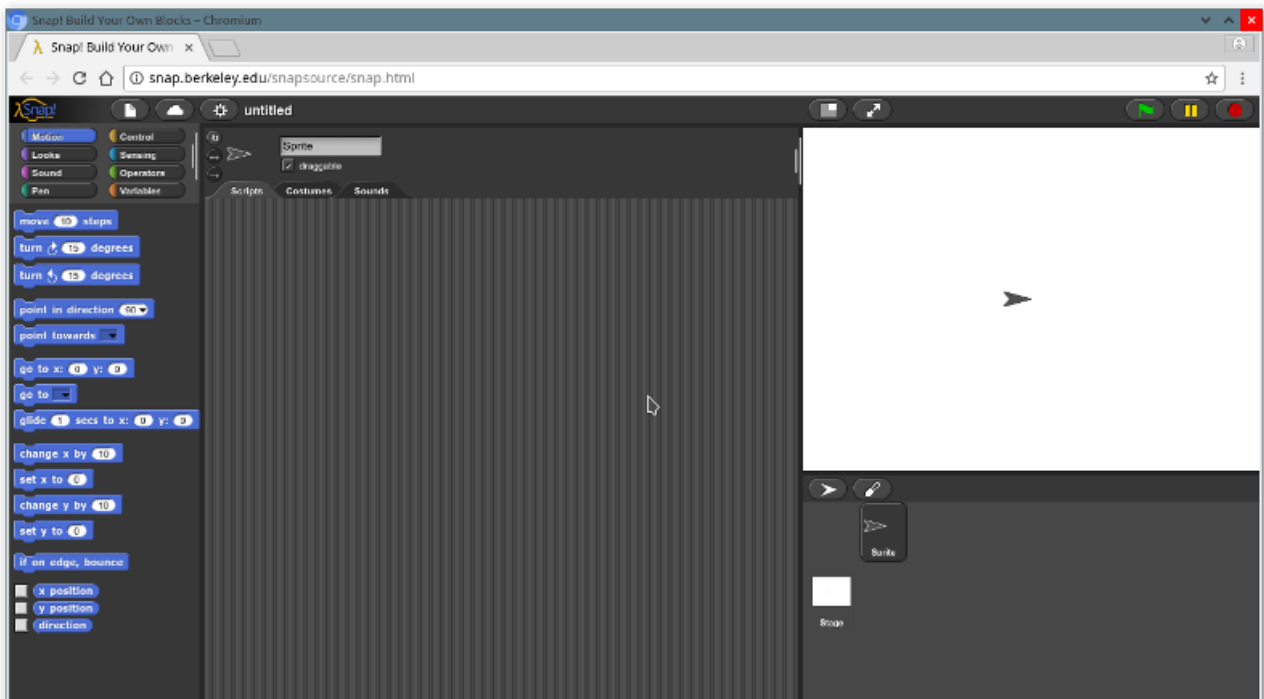 Snap! Build Your Own Blocks – Chromium
Snap! Build Your Own
snap.berkeley.edu/snapsource/snap.html
Snap!
untitled
Motion
Control
Looks
Sensing
Sound
Operators
Pen
Variables
Sprite
draggable
Scripts
Costumes
Sounds
move 10 steps
turn 15 degrees
turn 15 degrees
point in direction 90
point towards
go to x: 0 y: 0
go to
glide 1 secs to x: 0 y: 0
change x by 10
set x to 0
change y by 10
set y to 0
if on edge, bounce
x position
y position
direction
Sprite
Stage